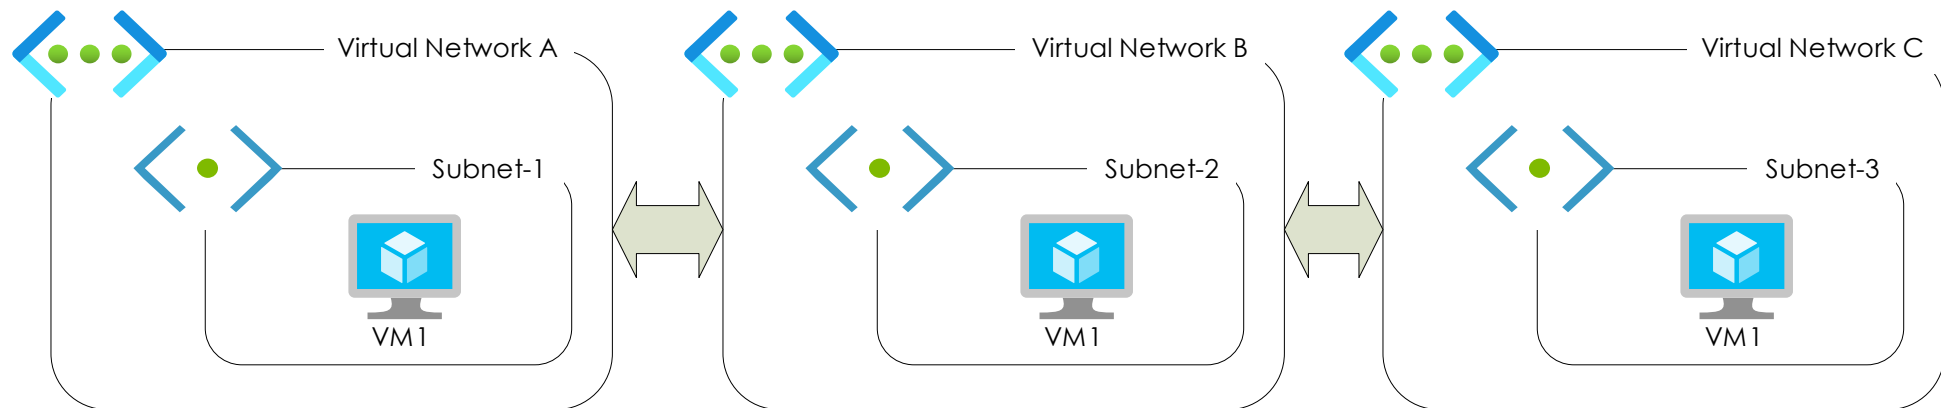 Virtual Network A
Virtual Network B
Virtual Network C
Subnet-1
Subnet-2
Subnet-3
VM1
VM1
VM1